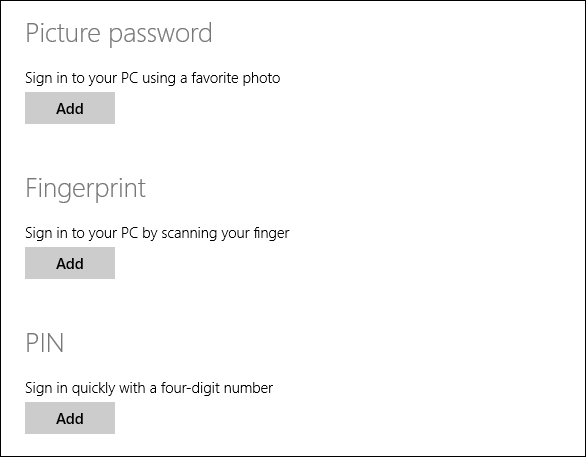 Picture password
Sign in to your PC using a favorite photo
Add
Fingerprint
Sign in to your PC by scanning your finger
Add
PIN
Sign in quickly with a four-digit number
Add